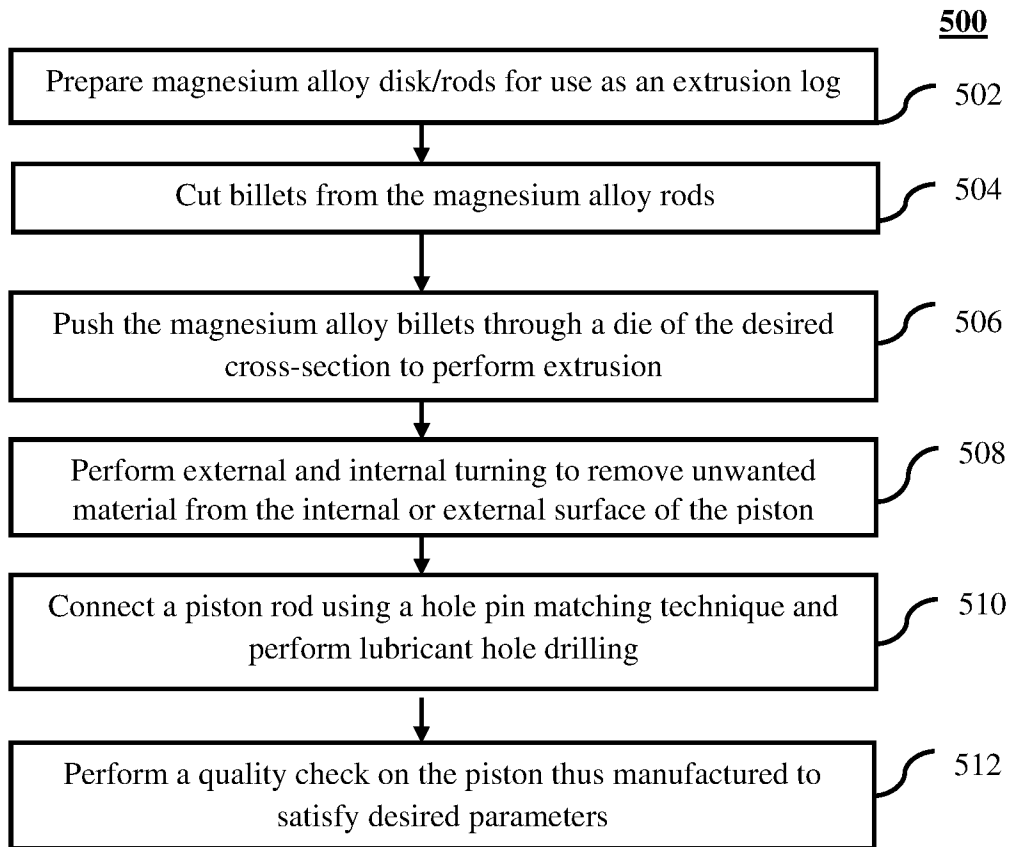 500
Prepare magnesium alloy disk/rods for use as an extrusion log
502
Cut billets from the magnesium alloy rods
504
Push the magnesium alloy billets through a die of the desired
cross-section to perform extrusion
506
Perform external and internal turning to remove unwanted
material from the internal or external surface of the piston
508
Connect a piston rod using a hole pin matching technique and
perform lubricant hole drilling
510
Perform a quality check on the piston thus manufactured to
satisfy desired parameters
512